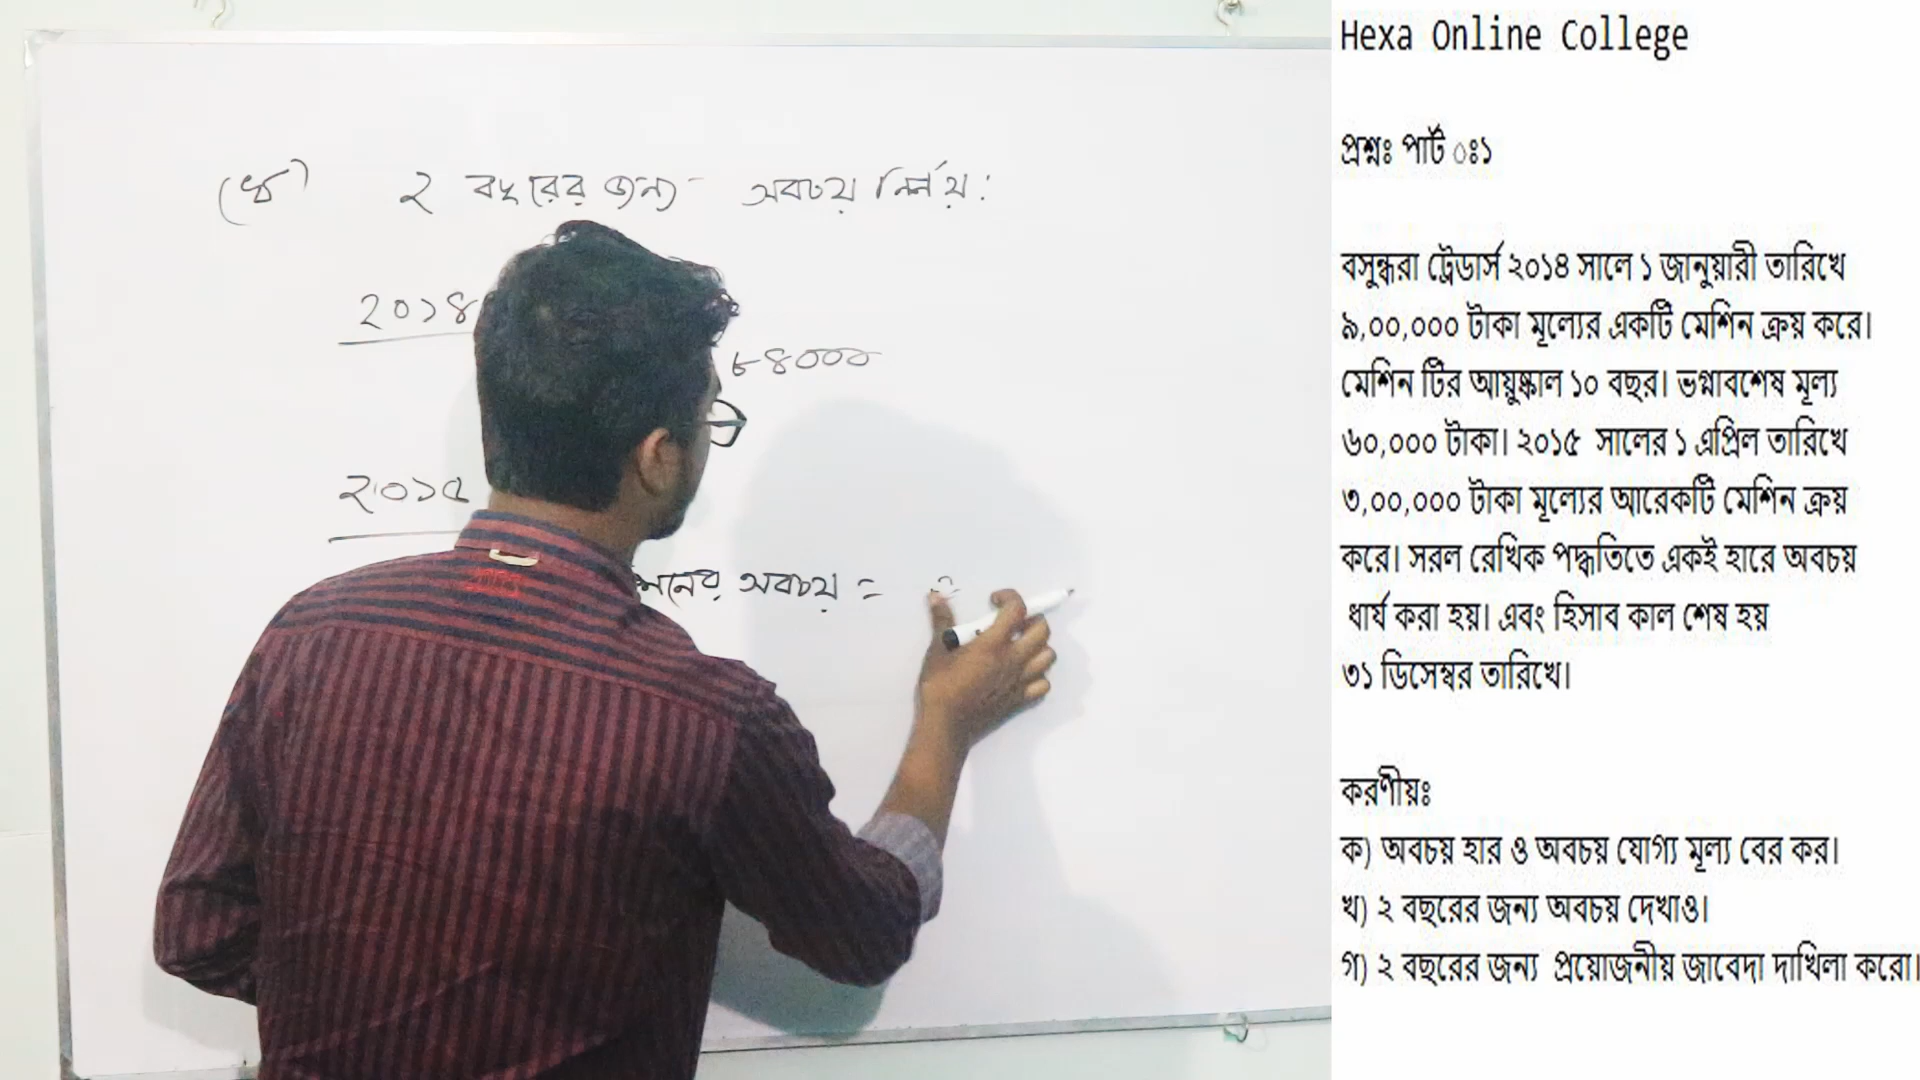 (খ) ২ বছরের জন্য অবচয় নির্ণয়:
২০১৪
৮৪০০০
২০১৫
অবচয় =
Hexa Online College
প্রশ্নঃ পার্ট ঃ১
বসুন্ধরা ট্রেডার্স ২০১৪ সালে ১ জানুয়ারী তারিখে
৯,০০,০০০ টাকা মূল্যের একটি মেশিন ক্রয় করে।
মেশিন টির আয়ুষ্কাল ১০ বছর। ভগ্নাবশেষ মূল্য
৬০,০০০ টাকা। ২০১৫ সালের ১ এপ্রিল তারিখে
৩,০০,০০০ টাকা মূল্যের আরেকটি মেশিন ক্রয়
করে। সরল রেখিক পদ্ধতিতে একই হারে অবচয়
ধার্য করা হয়। এবং হিসাব কাল শেষ হয়
৩১ ডিসেম্বর তারিখে।
করণীয়ঃ
ক) অবচয় হার ও অবচয় যোগ্য মূল্য বের কর।
খ) ২ বছরের জন্য অবচয় দেখাও।
গ) ২ বছরের জন্য প্রয়োজনীয় জাবেদা দাখিলা করো।